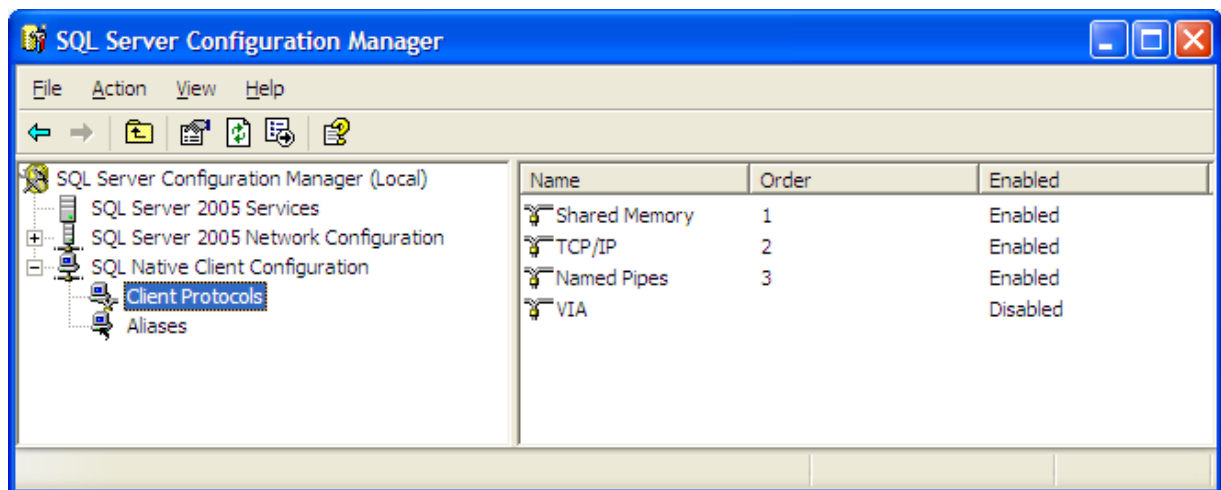 SQL Server Configuration Manager
File Action View Help
SQL Server Configuration Manager (Local)
SQL Server 2005 Services
SQL Server 2005 Network Configuration
SQL Native Client Configuration
Client Protocols
Aliases
Name Order Enabled
Shared Memory 1 Enabled
TCP/IP 2 Enabled
Named Pipes 3 Enabled
VIA Disabled